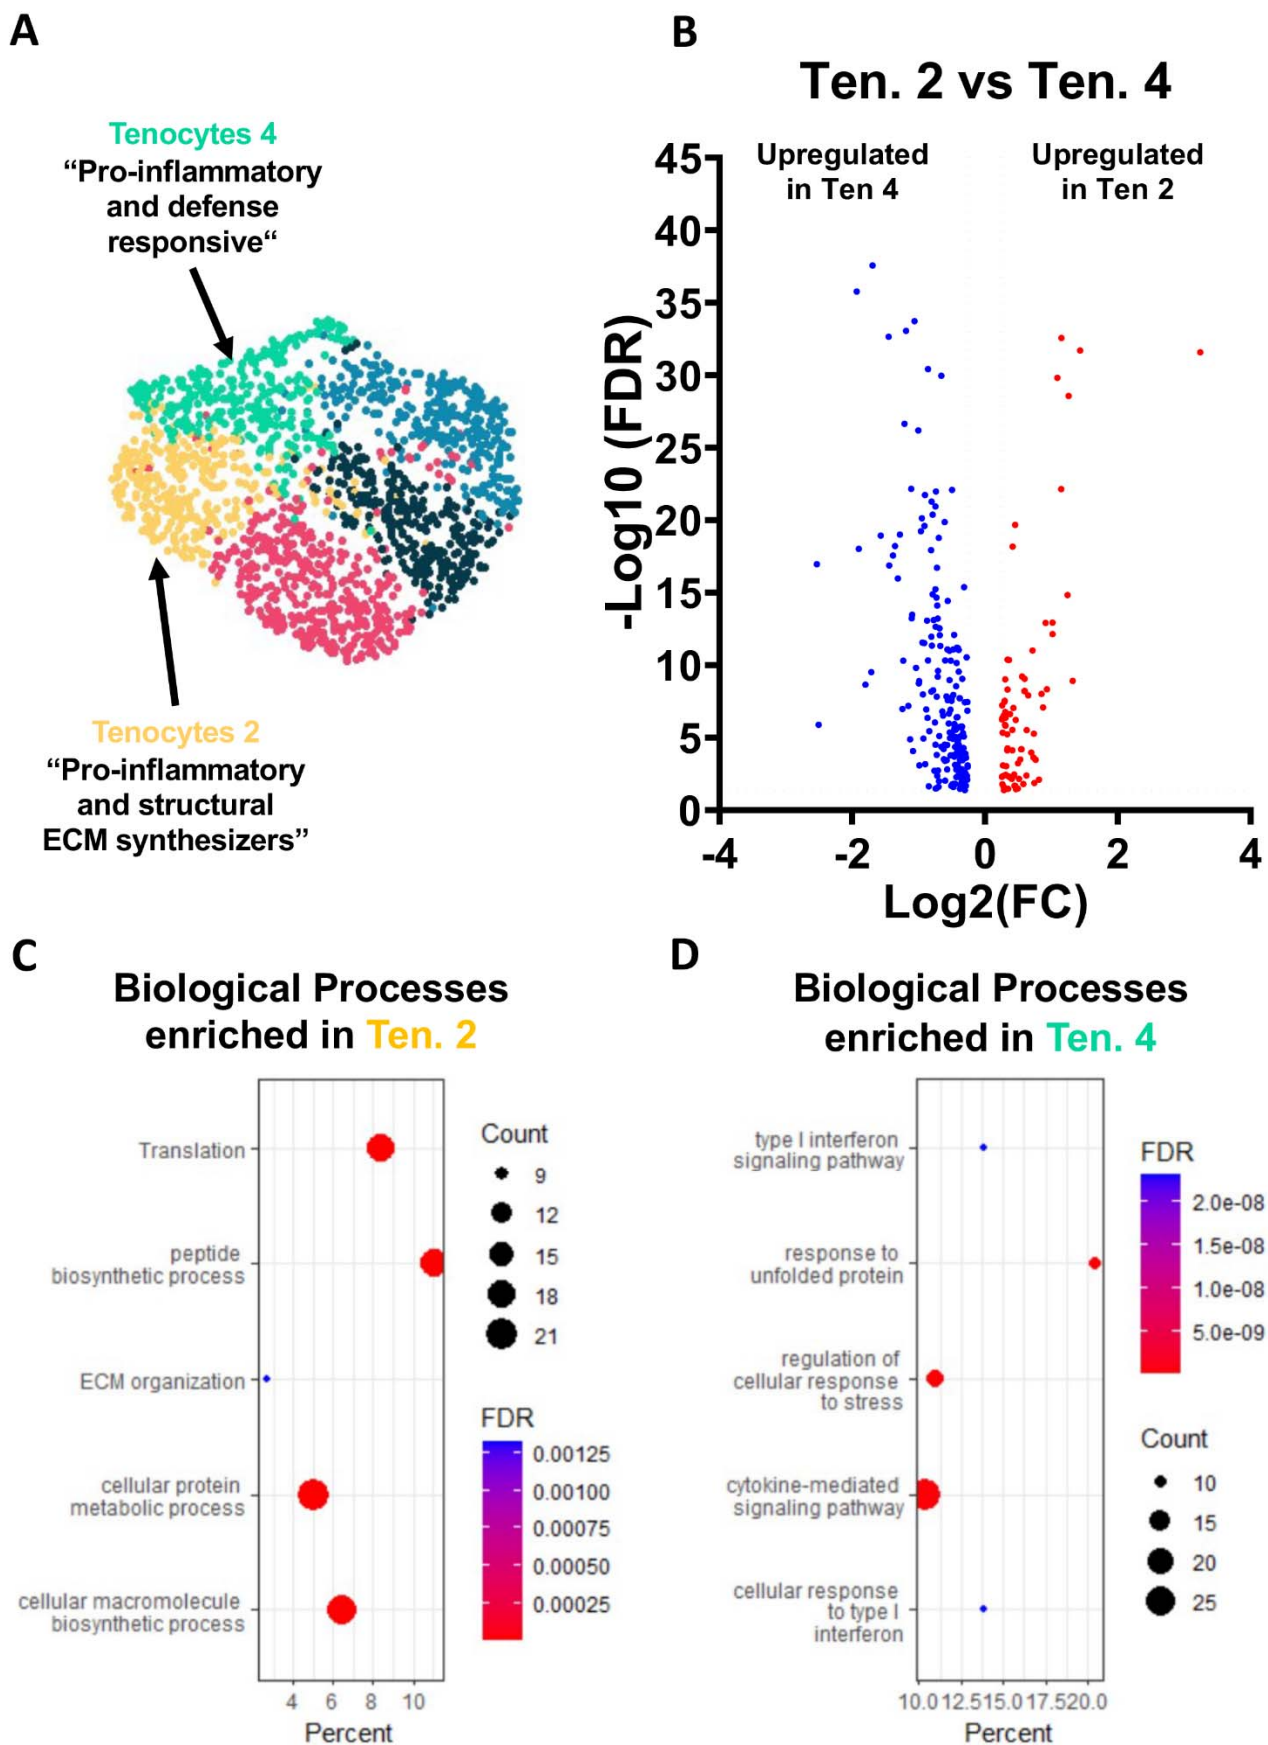 A
Tenocytes 4
“Pro-inflammatory
and defense
responsive“
Tenocytes 2
“Pro-inflammatory
and structural
ECM synthesizers”
B
Ten. 2 vs Ten. 4
Upregulated
in Ten 4
Upregulated
in Ten 2
-Log10 (FDR)
45
40
35
30
25
20
15
10
5
0
-4
-2
0
2
4
Log2(FC)
C
Biological Processes
enriched in Ten. 2
Translation
peptide
biosynthetic process
ECM organization
cellular protein
metabolic process
cellular macromolecule
biosynthetic process
4
6
8
10
Percent
Count
9
12
15
18
21
FDR
0.00125
0.00100
0.00075
0.00050
0.00025
D
Biological Processes
enriched in Ten. 4
type I interferon
signaling pathway
response to
unfolded protein
regulation of
cellular response
to stress
cytokine-mediated
signaling pathway
cellular response
to type I
interferon
10.0
12.5
15.0
17.5
20.0
Percent
FDR
2.0e-08
1.5e-08
1.0e-08
5.0e-09
Count
10
15
20
25